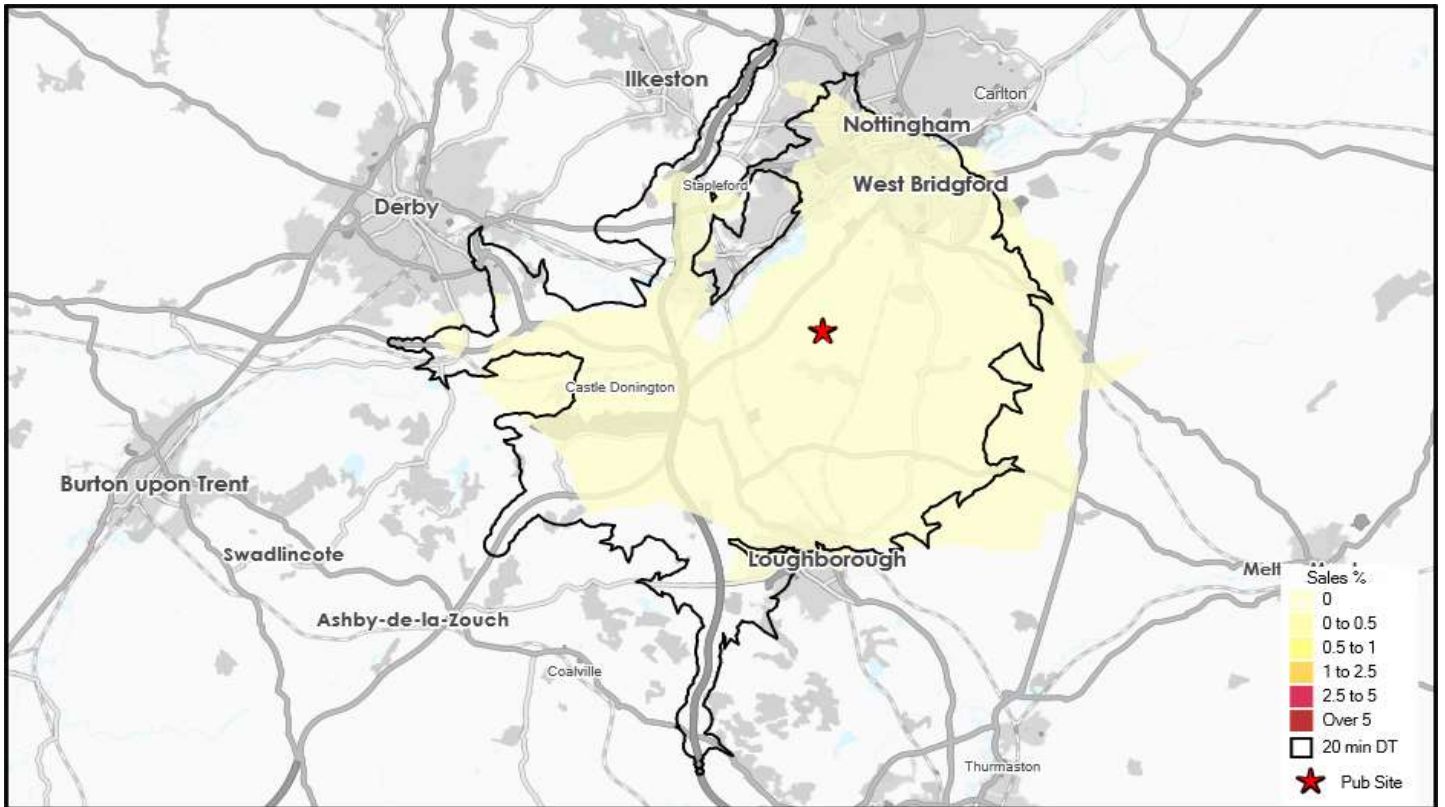 Ilkeston
Carlton
Nottingham
Stapleford
West Bridgford
Derby
Castle Donington
Burton upon Trent
Swadlincote
Loughborough
Ashby-de-la-Zouch
Coalville
Thurmaston
Sales %
0
0 to 0.5
0.5 to 1
1 to 2.5
2.5 to 5
Over 5
20 min DT
Pub Site